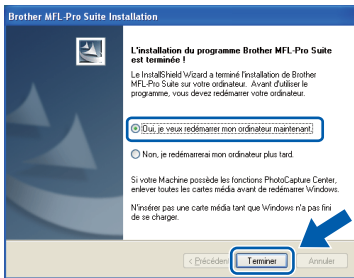 Brother MFL-Pro Suite Installation
L'installation du programme Brother MFL-Pro Suite
est terminée !
Le InstallShield Wizard a terminé l'installation de Brother
MFL-Pro Suite sur votre ordinateur. Avant d'utiliser le
programme, vous devez redémarrer votre ordinateur.
Oui, je veux redémarrer mon ordinateur maintenant.
Non, je redémarrerai mon ordinateur plus tard.
Si votre Machine possède les fonctions PhotoCapture Center,
enlever toutes les cartes média avant de redémarrer Windows.
N'insérer pas une carte média tant que Windows n'a pas fini
de se charger.
< Précédent Terminer Annuler